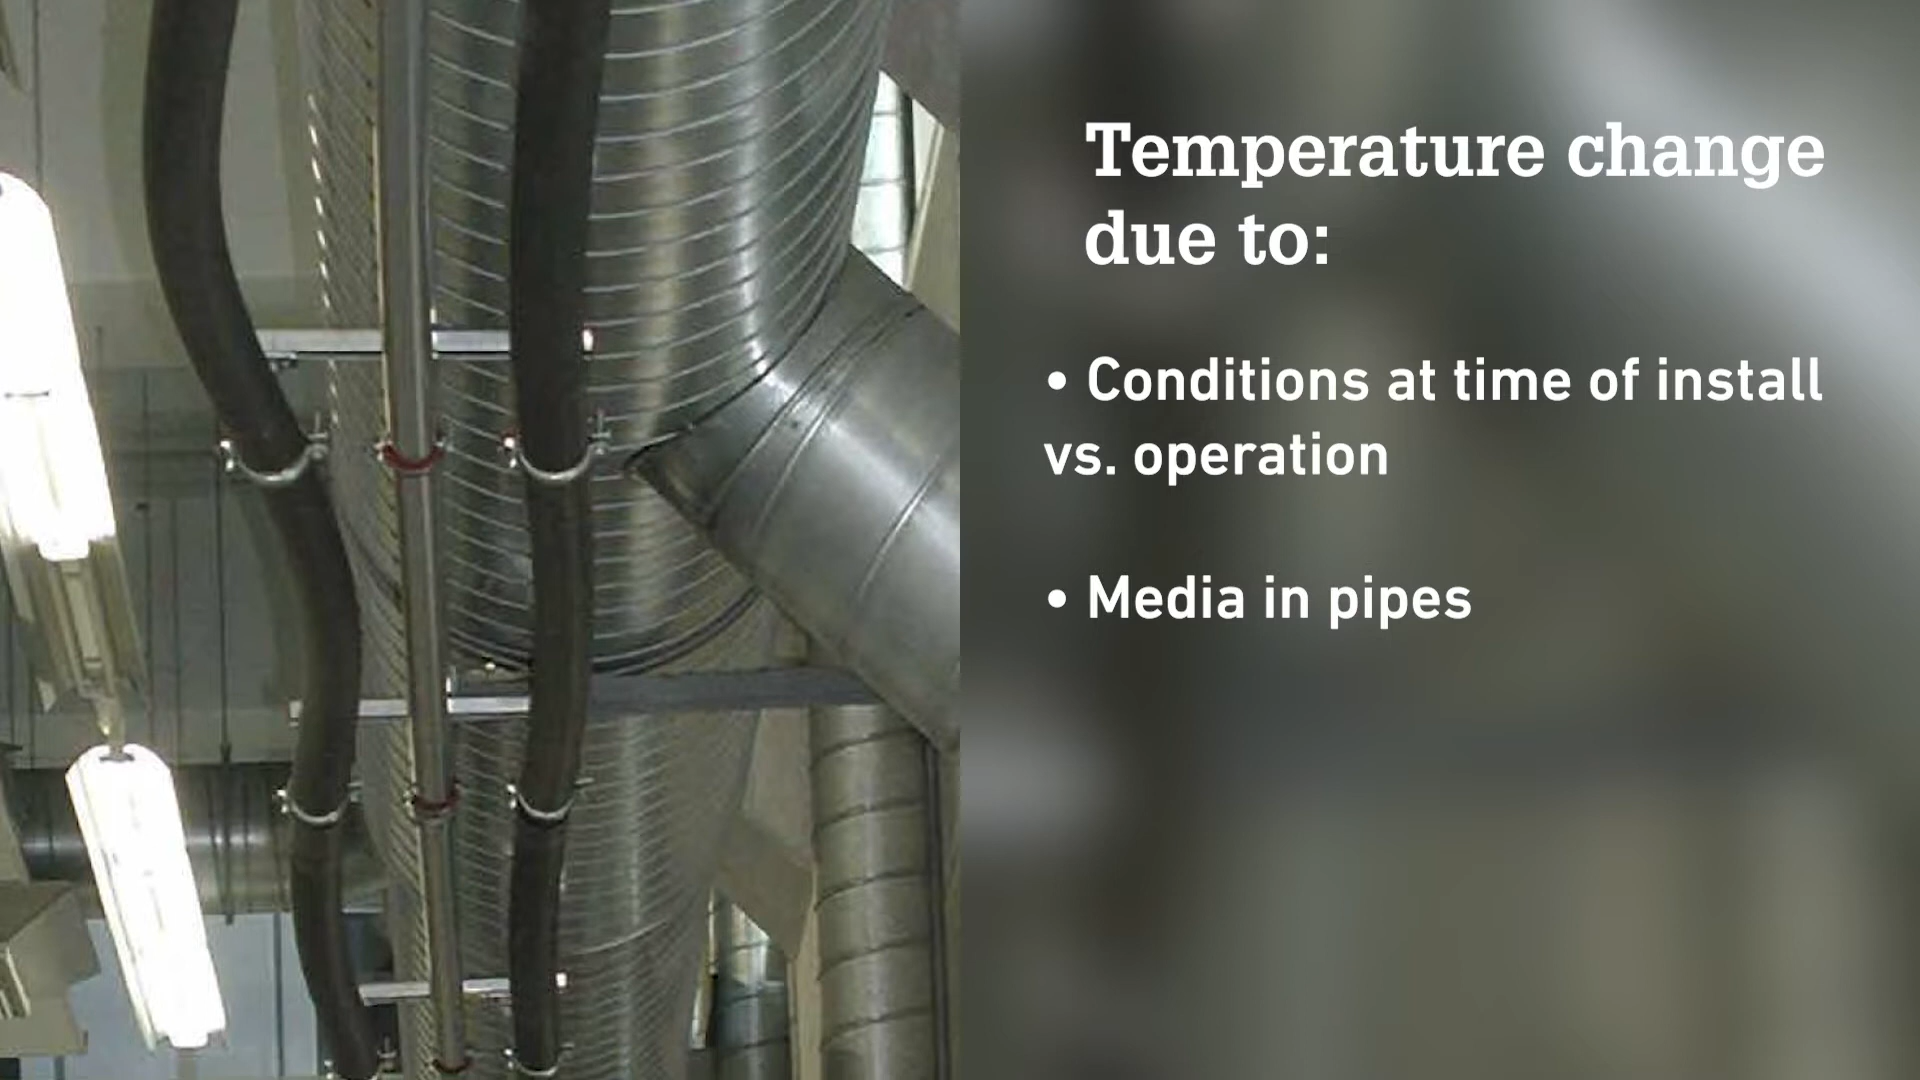 Temperature change
due to:
• Conditions at time of install
vs. operation
• Media in pipes